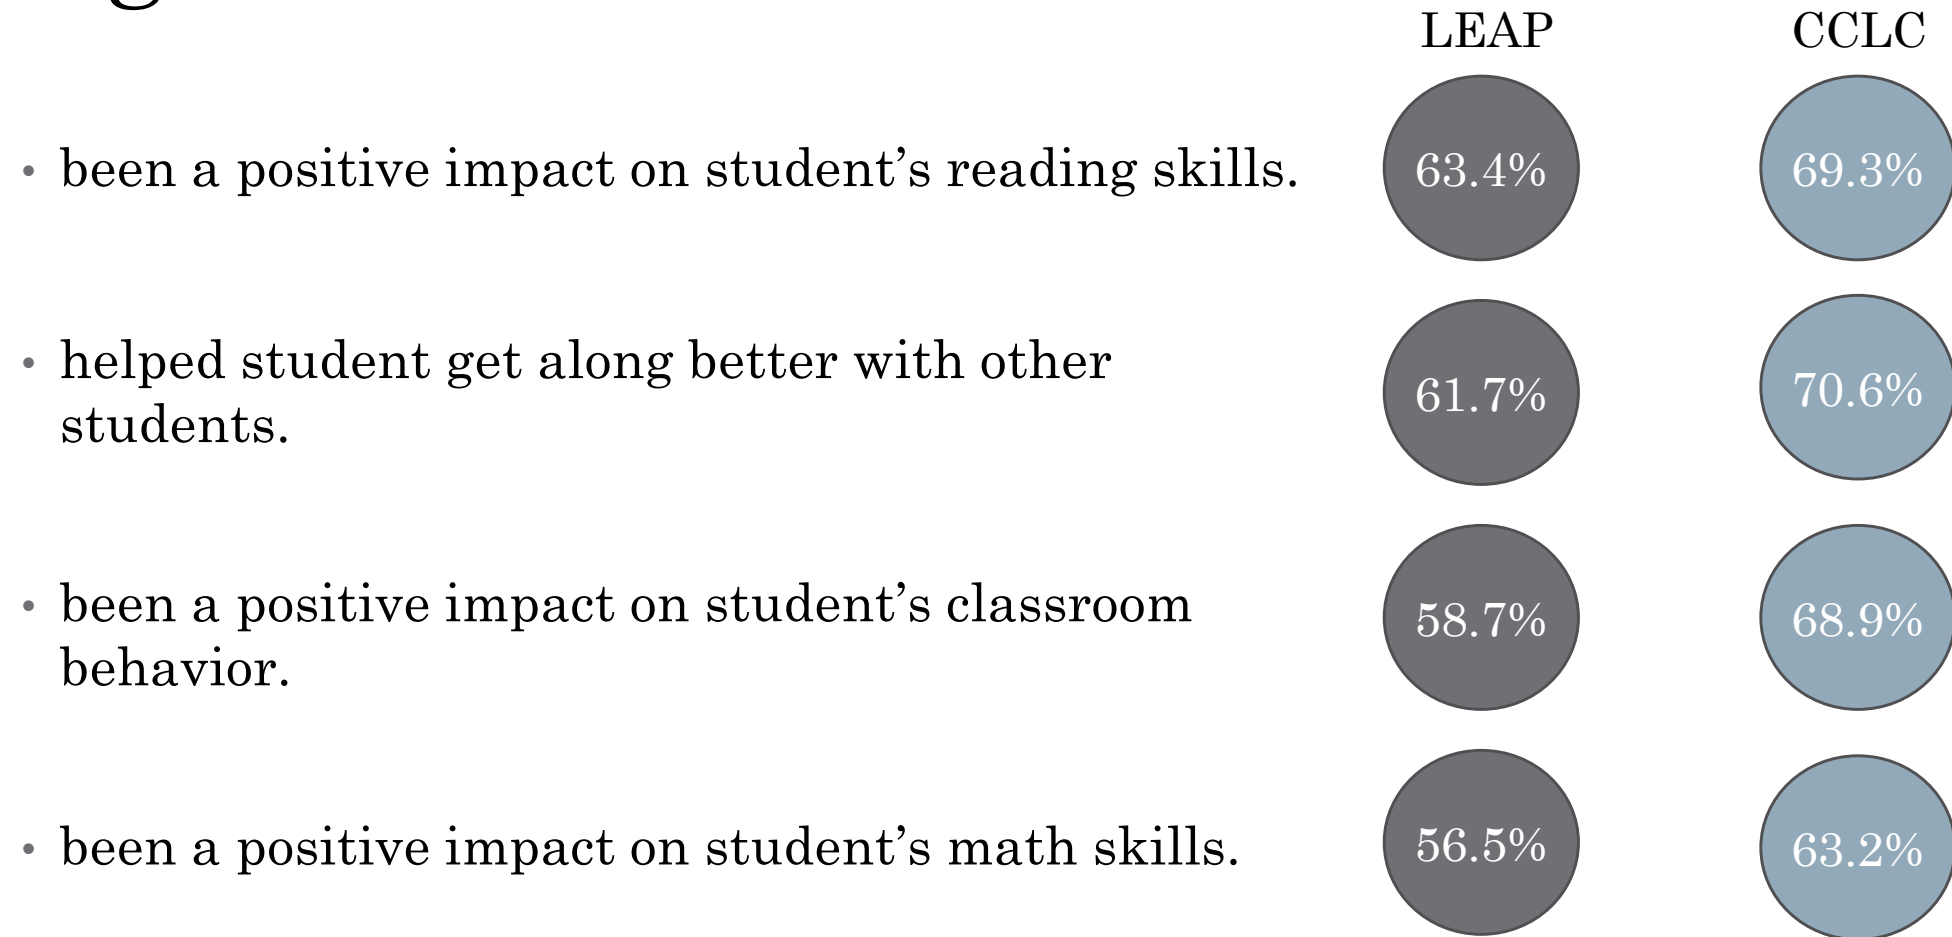 LEAP CCLC
• been a positive impact on student’s reading skills. 63.4% 69.3%
• helped student get along better with other
students. 61.7% 70.6%
• been a positive impact on student’s classroom
behavior. 58.7% 68.9%
• been a positive impact on student’s math skills. 56.5% 63.2%